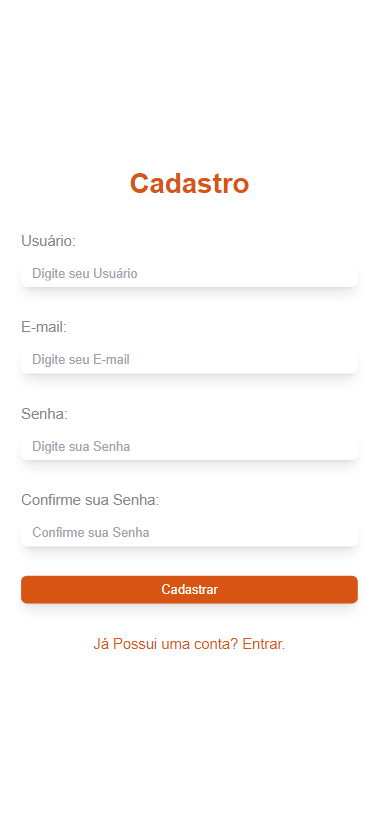 Cadastro
Usuário:
Digite seu Usuário
E-mail:
Digite seu E-mail
Senha:
Digite sua Senha
Confirme sua Senha:
Confirme sua Senha
Cadastrar
Já Possui uma conta? Entrar.